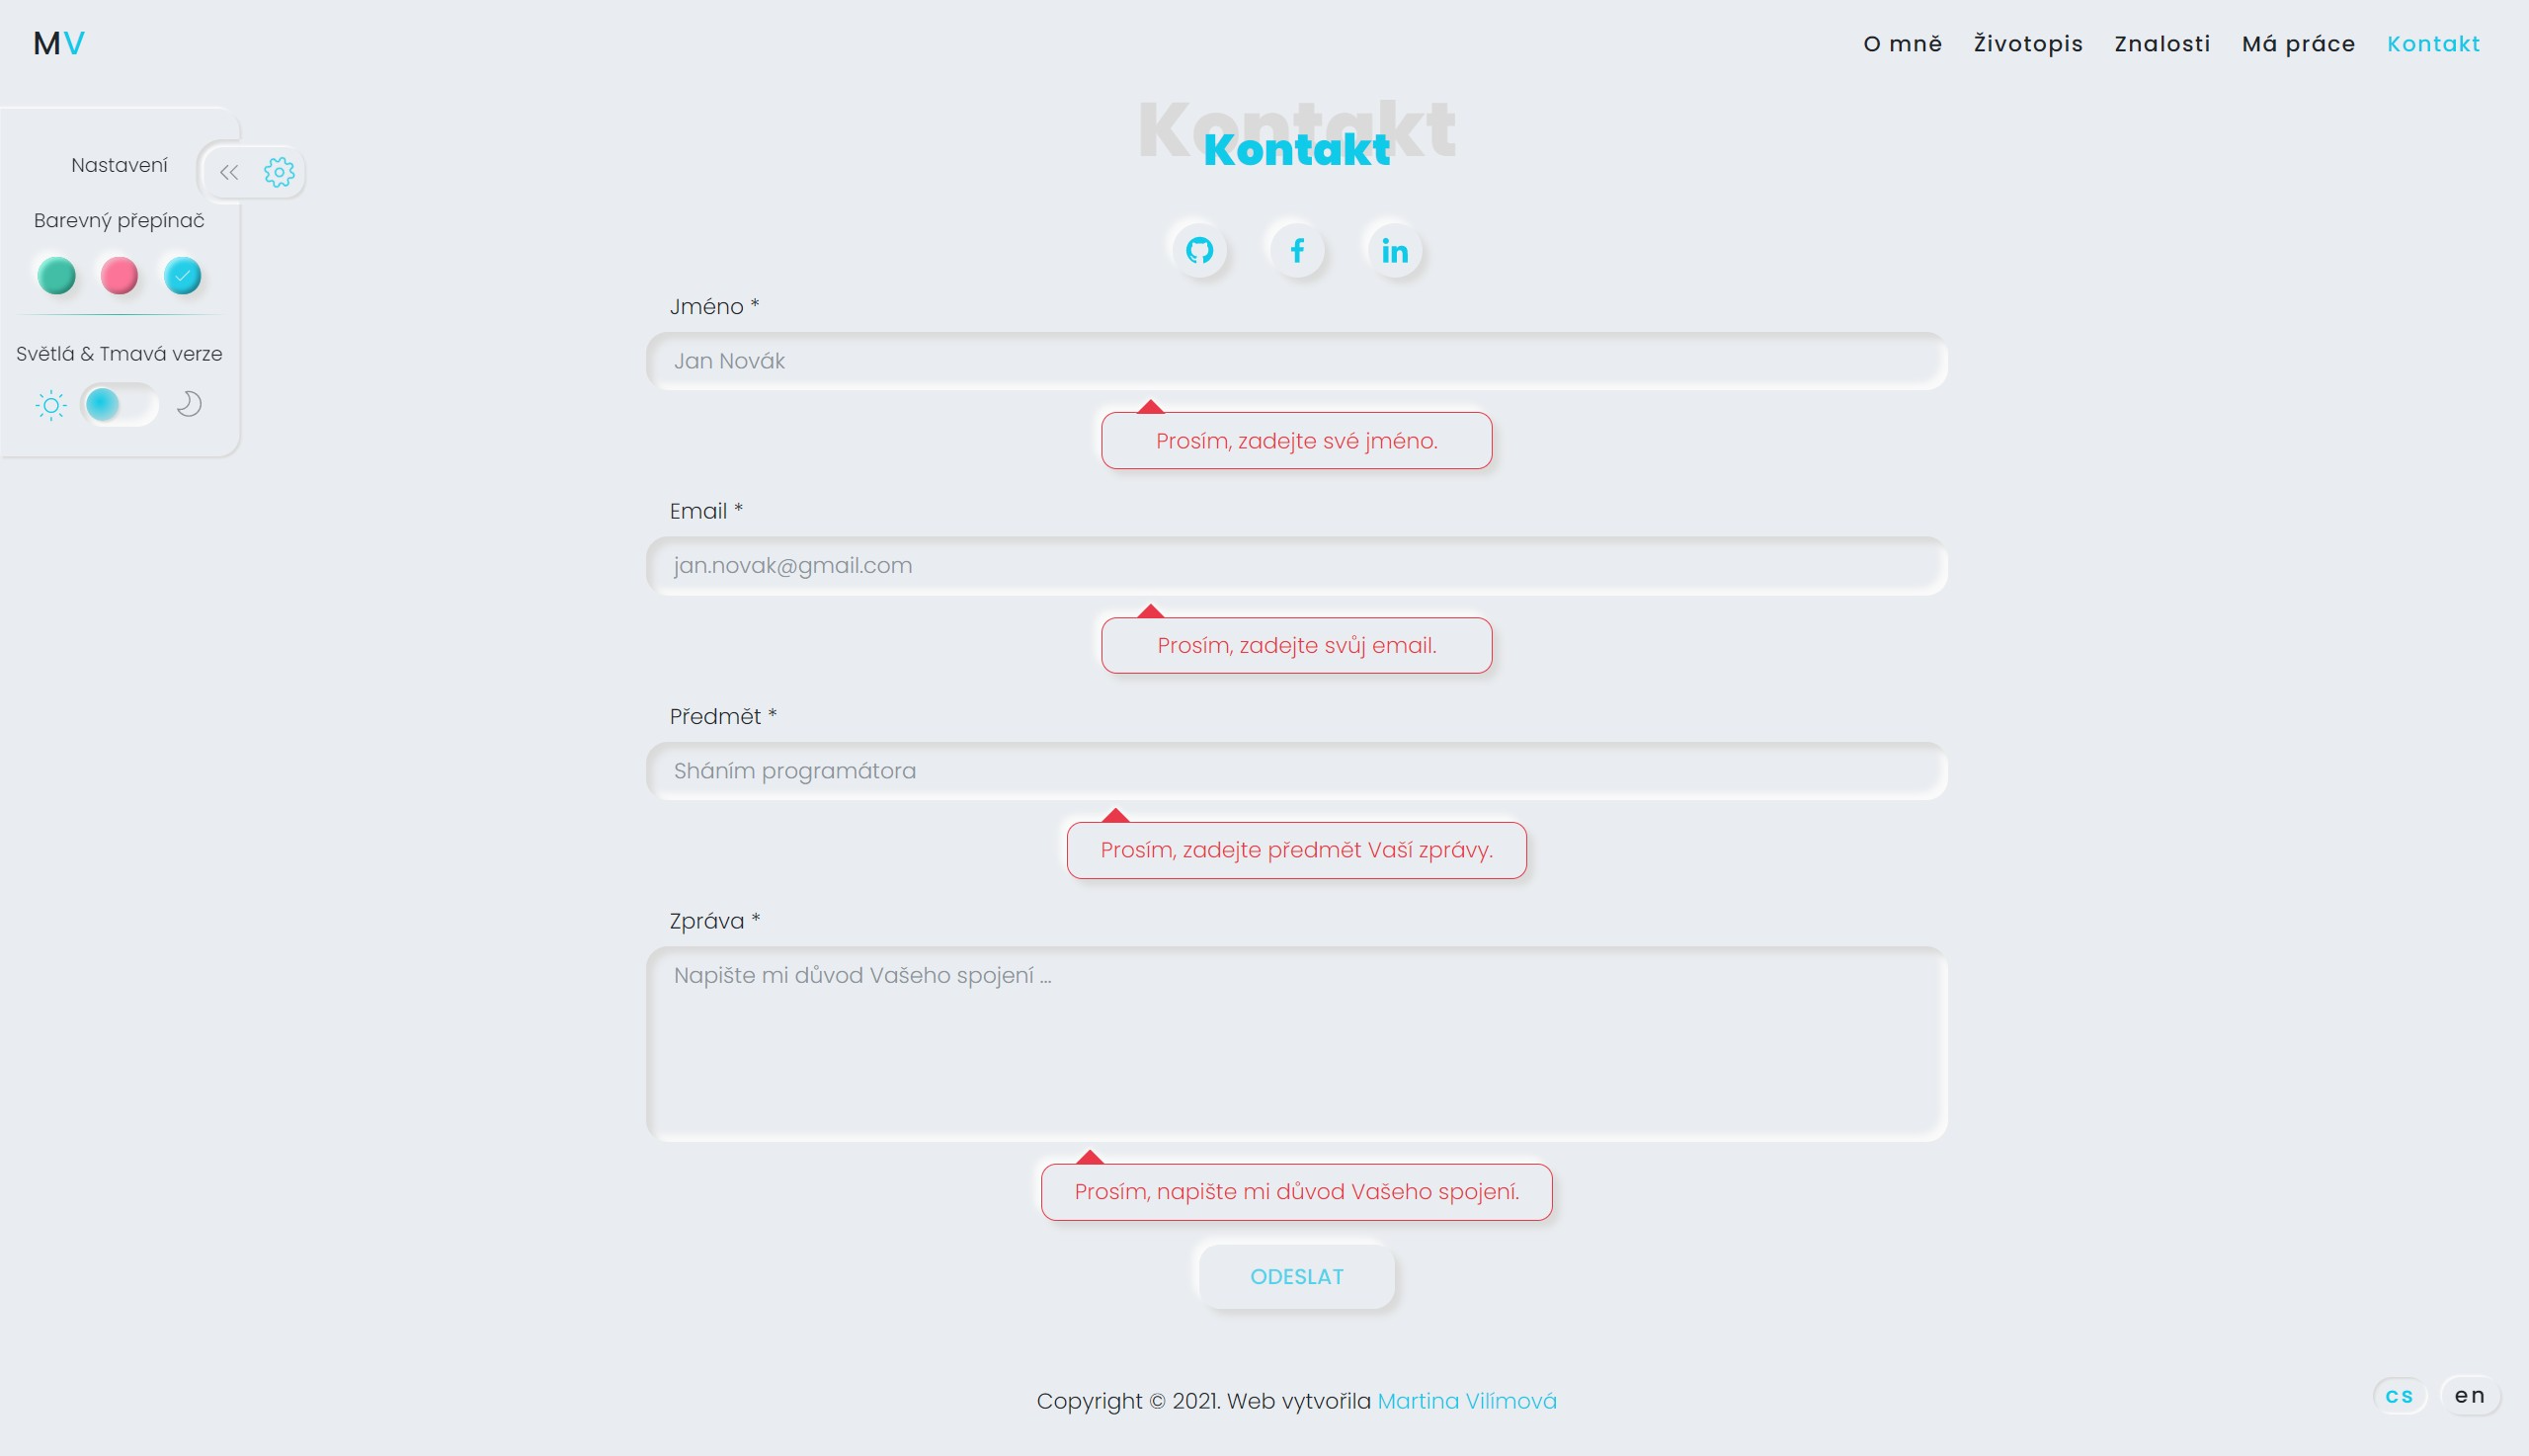 MV
O mně Životopis Znalosti Má práce Kontakt
Kontakt
Kontakt
Nastavení
Barevný přepínač
Světlá & Tmavá verze
Jméno *
Jan Novák
Prosím, zadejte své jméno.
Email *
jan.novak@gmail.com
Prosím, zadejte svůj email.
Předmět *
Sháním programátora
Prosím, zadejte předmět Vaší zprávy.
Zpráva *
Napište mi důvod Vašeho spojení ...
Prosím, napište mi důvod Vašeho spojení.
ODESLAT
Copyright © 2021. Web vytvořila Martina Vilímová
cs en